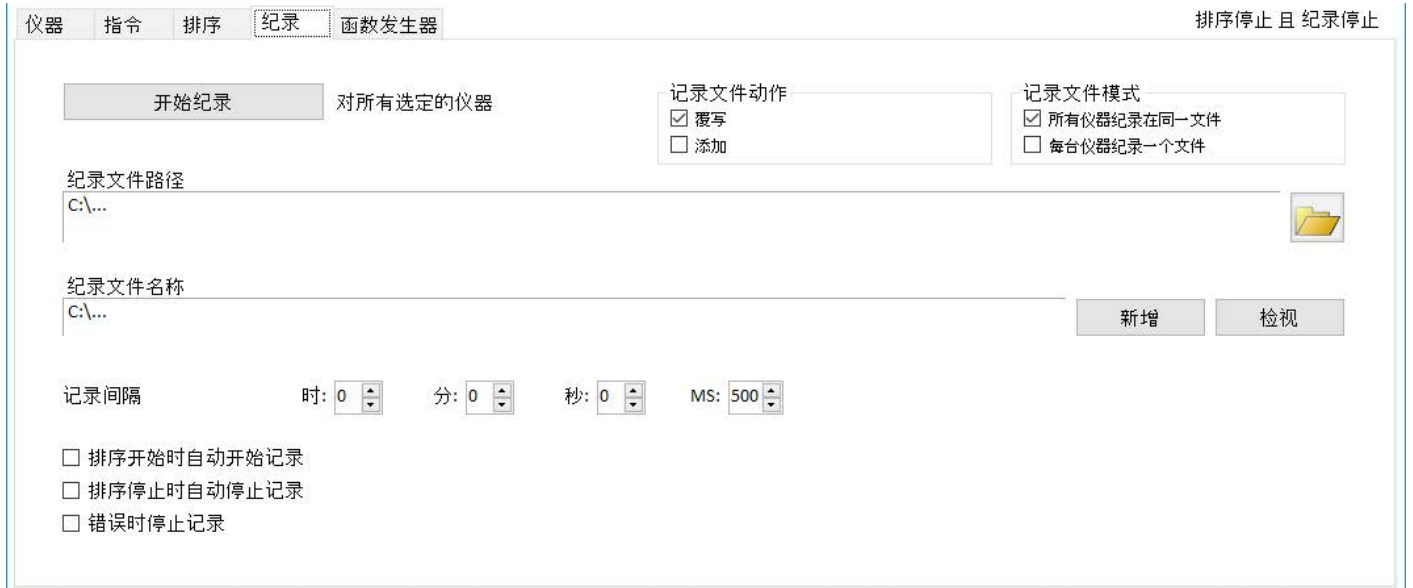 仪器 指令 排序 纪录 函数发生器 排序停止 且 纪录停止
开始纪录 对所有选定的仪器
记录文件动作
覆写
添加
记录文件模式
所有仪器纪录在同一文件
每台仪器纪录一个文件
纪录文件路径
C:\...
纪录文件名称
C:\...
新增 检视
记录间隔 时: 0 分: 0 秒: 0 MS: 500
排序开始时自动开始记录
排序停止时自动停止记录
错误时停止记录